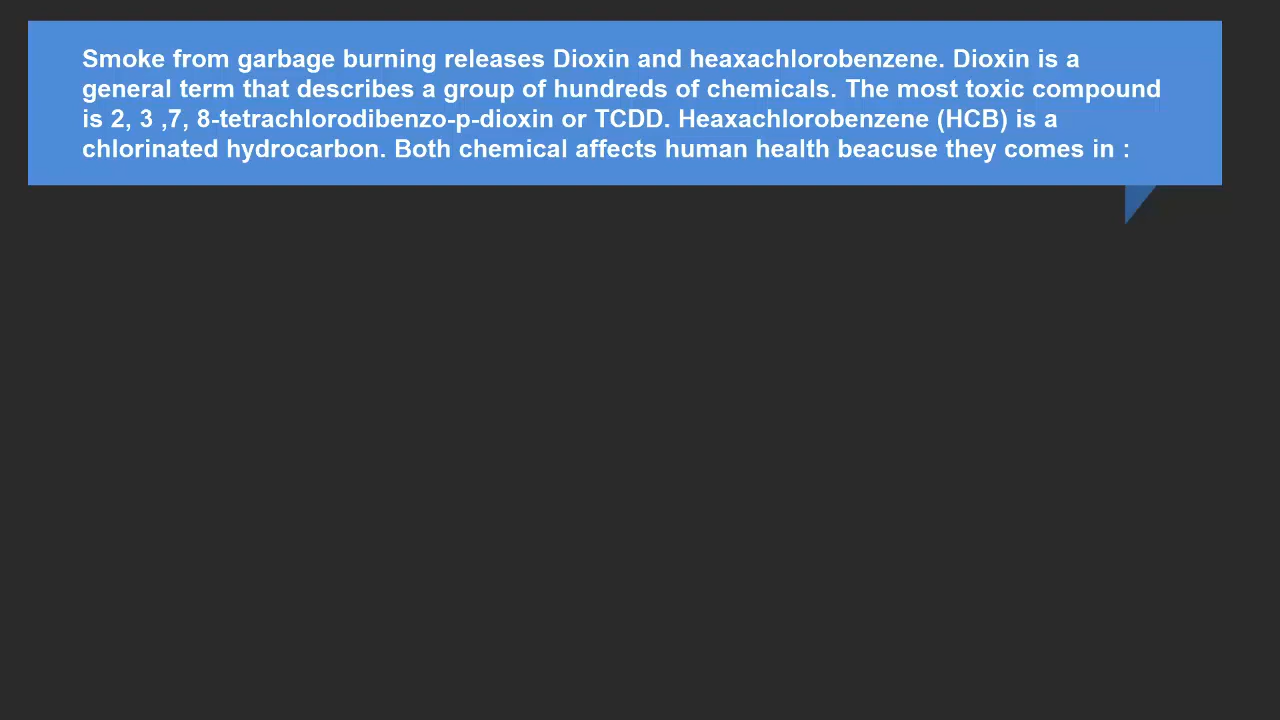 Smoke from garbage burning releases Dioxin and heaxachlorobenzene. Dioxin is a
general term that describes a group of hundreds of chemicals. The most toxic compound
is 2, 3 ,7, 8-tetrachlorodibenzo-p-dioxin or TCDD. Heaxachlorobenzene (HCB) is a
chlorinated hydrocarbon. Both chemical affects human health beacuse they comes in :